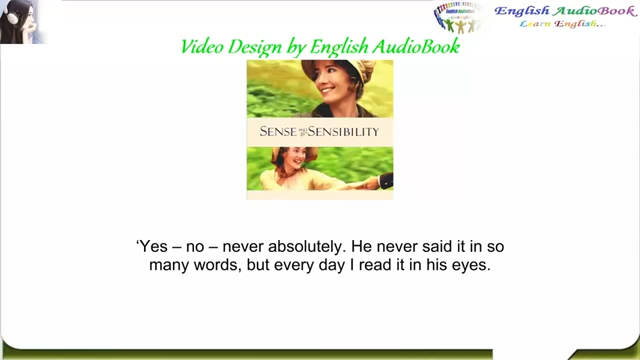 English AudioBook
Learn English...
Video Design by English AudioBook
SENSE AND SENSIBILITY
‘Yes – no – never absolutely. He never said it in so
many words, but every day I read it in his eyes.